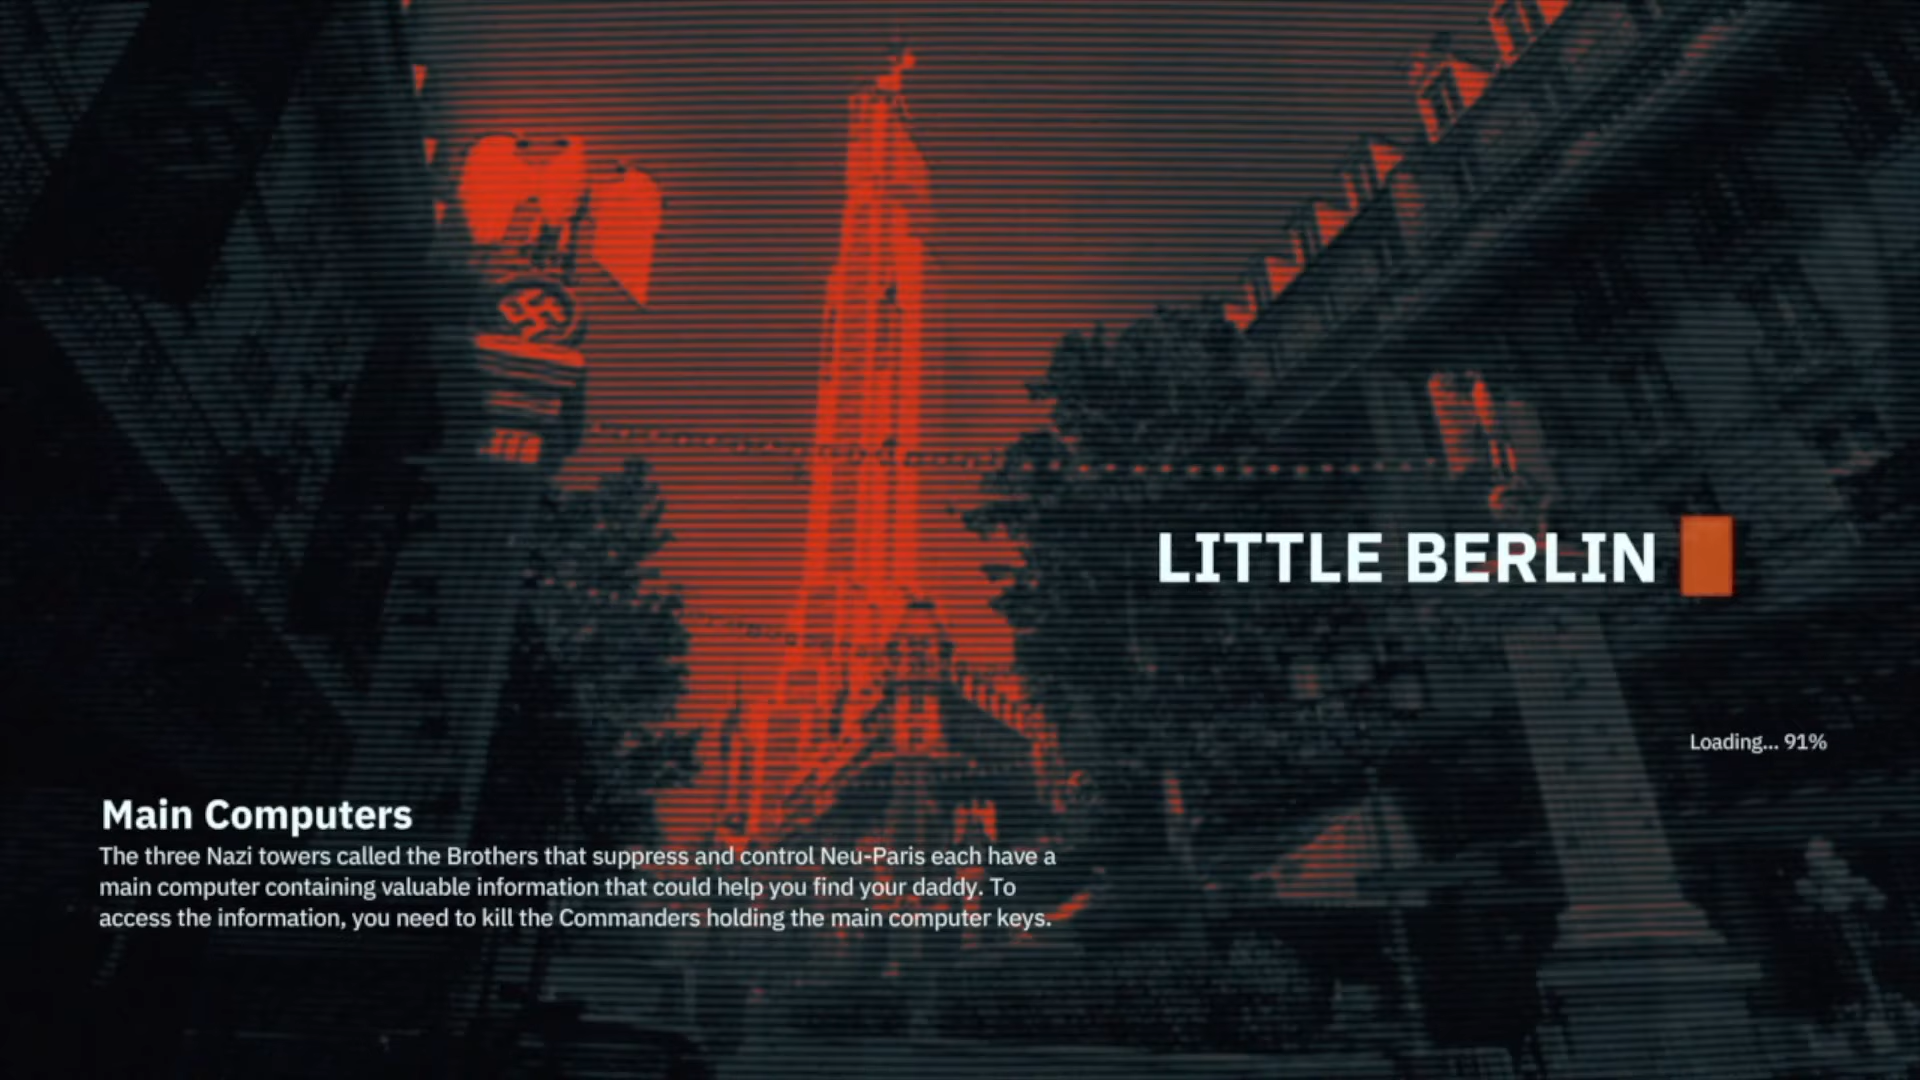 LITTLE BERLIN
Loading... 91%
Main Computers
The three Nazi towers called the Brothers that suppress and control Neu-Paris each have a
main computer containing valuable information that could help you find your daddy. To
access the information, you need to kill the Commanders holding the main computer keys.